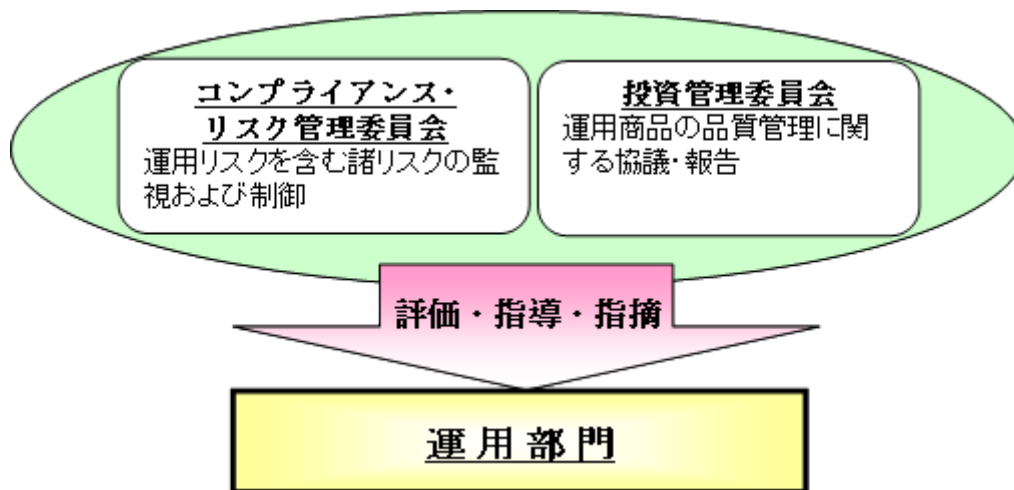 コンプライアンス・
リスク管理委員会
運用リスクを含む諸リスクの監
視および制御
投資管理委員会
運用商品の品質管理に関
する協議・報告
評価・指導・指摘
運用部門